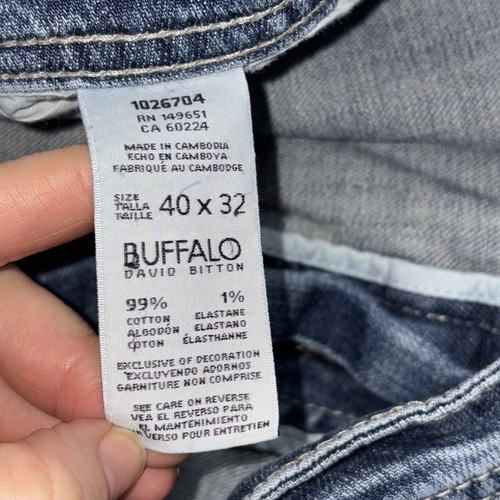 1026704
RN 149651
CA 60224
MADE IN CAMBODIA
ECHO EN CAMBOYA
FABRIQUÉ AU CAMBODGE
SIZE
TALLA
TAILLE
40 x 32
BUFFALO
DAVID BITTON
99% 1%
COTTON ELASTANE
ALGODÓN ELASTANO
COTON ÉLASTHANNE
EXCLUSIVE OF DECORATION
EXCLUYENDO ADORNOS
GARNITURE NON COMPRISE
SEE CARE ON REVERSE
VEA EL REVERSO PARA
EL MANTENIMIENTO
VERSO POUR ENTRETIEN